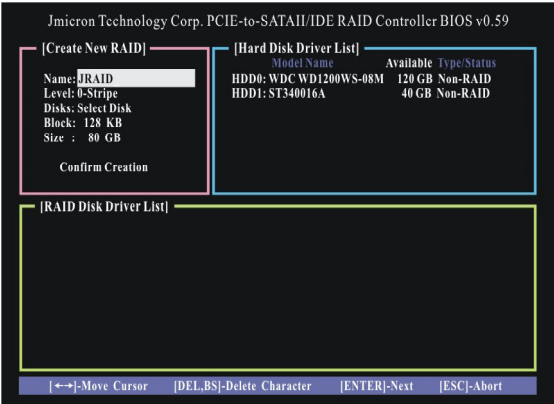 Jmicron Technology Corp. PCIE-to-SATAII/IDE RAID Controller BIOS v0.59
[Create New RAID]
Name: JRAID
Level: 0-Stripe
Disks: Select Disk
Block: 128 KB
Size : 80 GB
Confirm Creation
[Hard Disk Driver List]
Model Name Available Type/Status
HDD0: WDC WD1200WS-08M 120 GB Non-RAID
HDD1: ST340016A 40 GB Non-RAID
[RAID Disk Driver List]
[←→]-Move Cursor [DEL,BS]-Delete Character [ENTER]-Next [ESC]-Abort